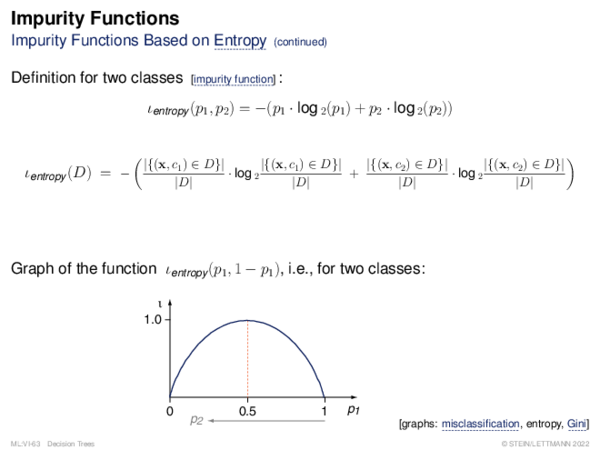 Impurity Functions
Impurity Functions Based on Entropy (continued)
Definition for two classes [impurity function] :
ι_entropy(p₁, p₂) = −(p₁ · log ₂(p₁) + p₂ · log ₂(p₂))
ι_entropy(D) = −( |{(x, c₁) ∈ D}| / |D| · log ₂ |{(x, c₁) ∈ D}| / |D| + |{(x, c₂) ∈ D}| / |D| · log ₂ |{(x, c₂) ∈ D}| / |D| )
Graph of the function ι_entropy(p₁, 1 − p₁), i.e., for two classes:
ι
1.0
0 0.5 1 p1
p2
[graphs: misclassification, entropy, Gini]
ML:VI-63 Decision Trees © STEIN/LETTMANN 2022